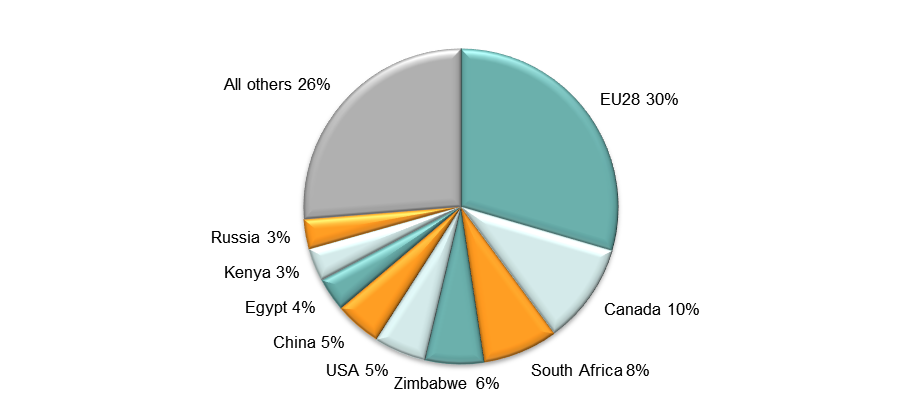 All others 26%
EU28 30%
Russia 3%
Kenya 3%
Egypt 4%
Canada 10%
China 5%
USA 5%
South Africa 8%
Zimbabwe 6%